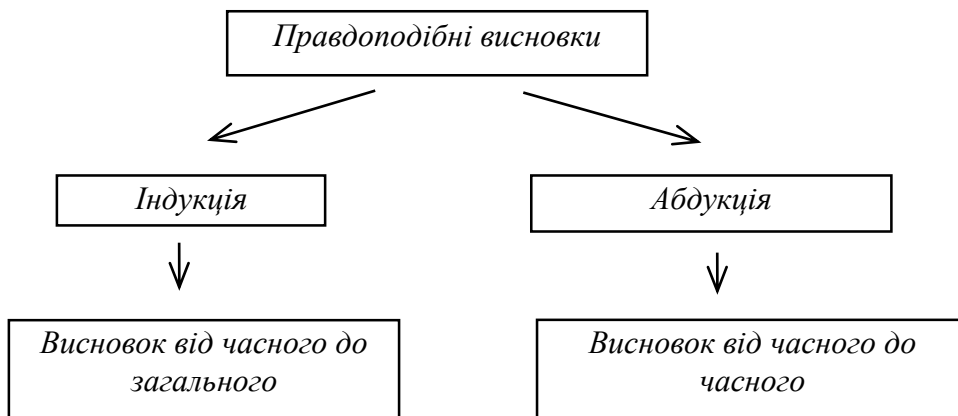 Правдоподібні висновки
Індукція
Абдукція
Висновок від часного до
загального
Висновок від часного до
часного